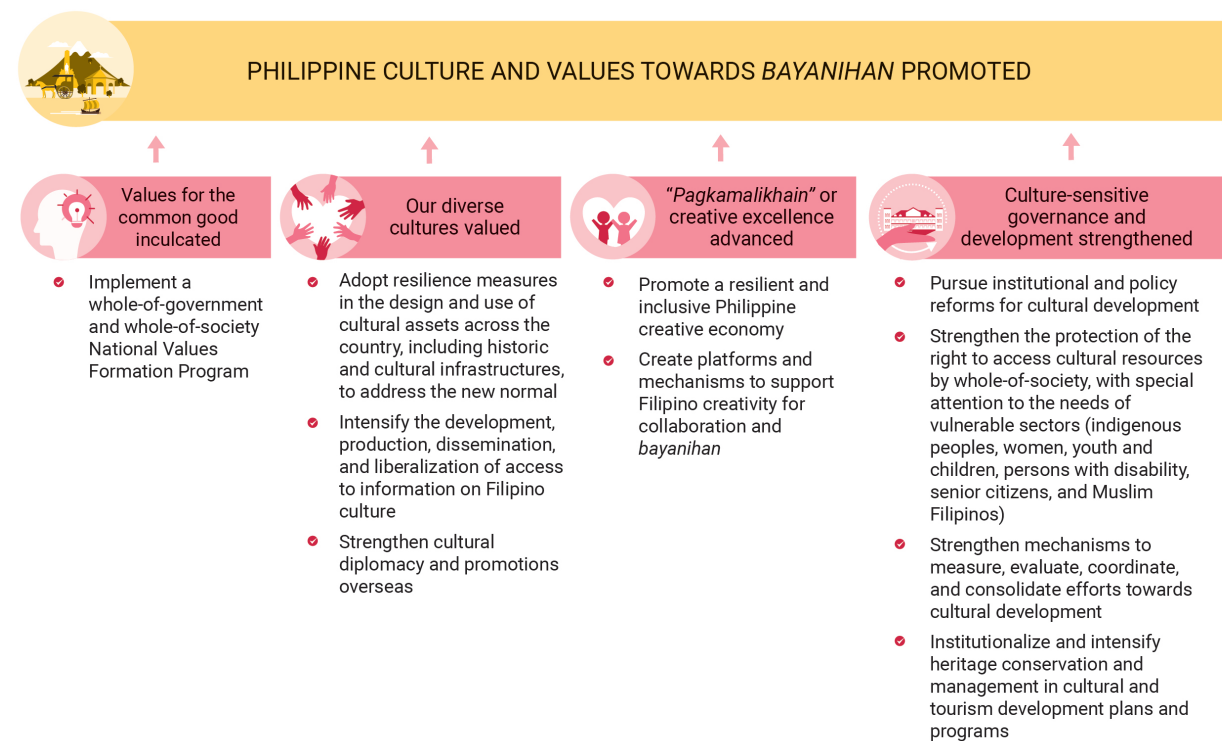 PHILIPPINE CULTURE AND VALUES TOWARDS BAYANIHAN PROMOTED
Values for the
common good
inculcated
Implement a
whole-of-government
and whole-of-society
National Values
Formation Program
Our diverse
cultures valued
Adopt resilience measures
in the design and use of
cultural assets across the
country, including historic
and cultural infrastructures,
to address the new normal
Intensify the development,
production, dissemination,
and liberalization of access
to information on Filipino
culture
Strengthen cultural
diplomacy and promotions
overseas
“Pagkamalikhain” or
creative excellence
advanced
Promote a resilient and
inclusive Philippine
creative economy
Create platforms and
mechanisms to support
Filipino creativity for
collaboration and
bayanihan
Culture-sensitive
governance and
development strengthened
Pursue institutional and policy
reforms for cultural development
Strengthen the protection of the
right to access cultural resources
by whole-of-society, with special
attention to the needs of
vulnerable sectors (indigenous
peoples, women, youth and
children, persons with disability,
senior citizens, and Muslim
Filipinos)
Strengthen mechanisms to
measure, evaluate, coordinate,
and consolidate efforts towards
cultural development
Institutionalize and intensify
heritage conservation and
management in cultural and
tourism development plans and
programs